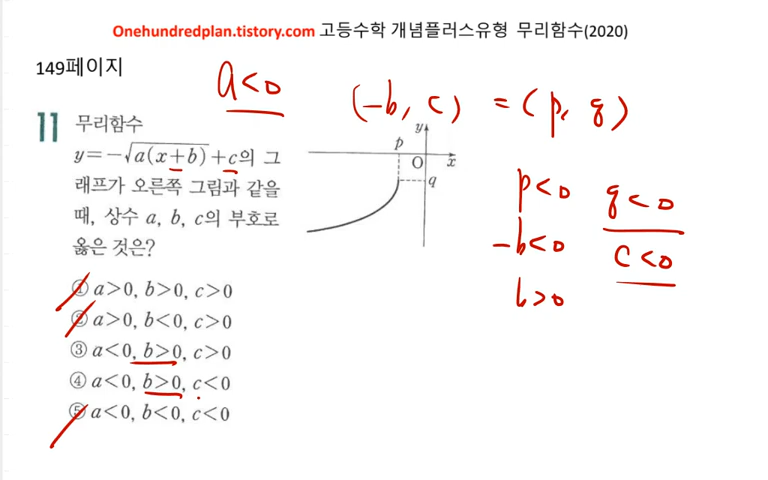 Onehundredplan.tistory.com 고등수학 개념플러스유형 무리함수(2020)
149페이지
a<0
(-b, c) = (p, q)
11
무리함수
y=-√a(x+b)+c의 그
래프가 오른쪽 그림과 같을
때, 상수 a, b, c의 부호로
옳은 것은?
y
p
O
x
q
p<0
q<0
-b<0
c<0
b>0
① a>0, b>0, c>0
② a>0, b<0, c>0
③ a<0, b>0, c>0
④ a<0, b>0, c<0
⑤ a<0, b<0, c<0